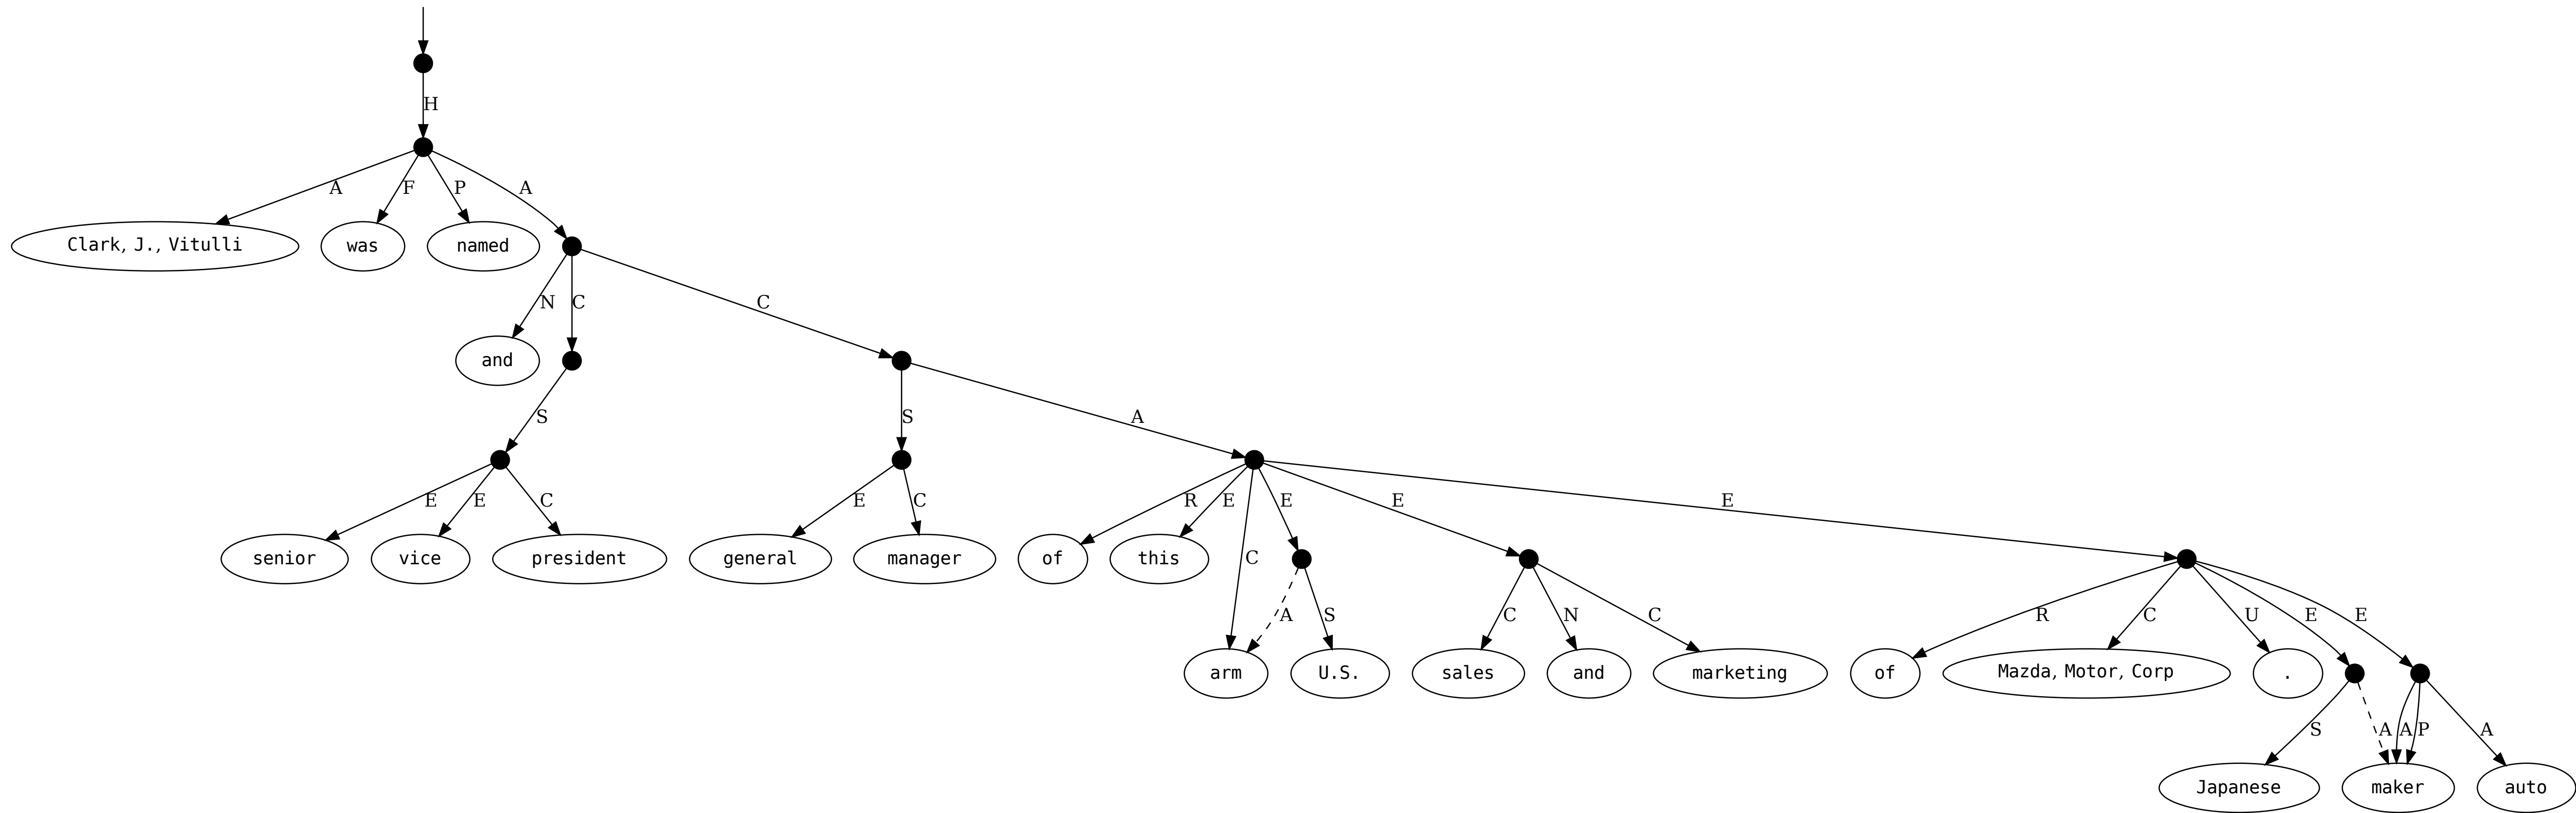 H
A F P A
Clark, J., Vitulli was named
N C C
and
S S A
E E C E C R E C E E E
senior vice president general manager of this
A S C N C R C U E E
arm U.S. sales and marketing of Mazda, Motor, Corp .
S A A P A
Japanese maker auto